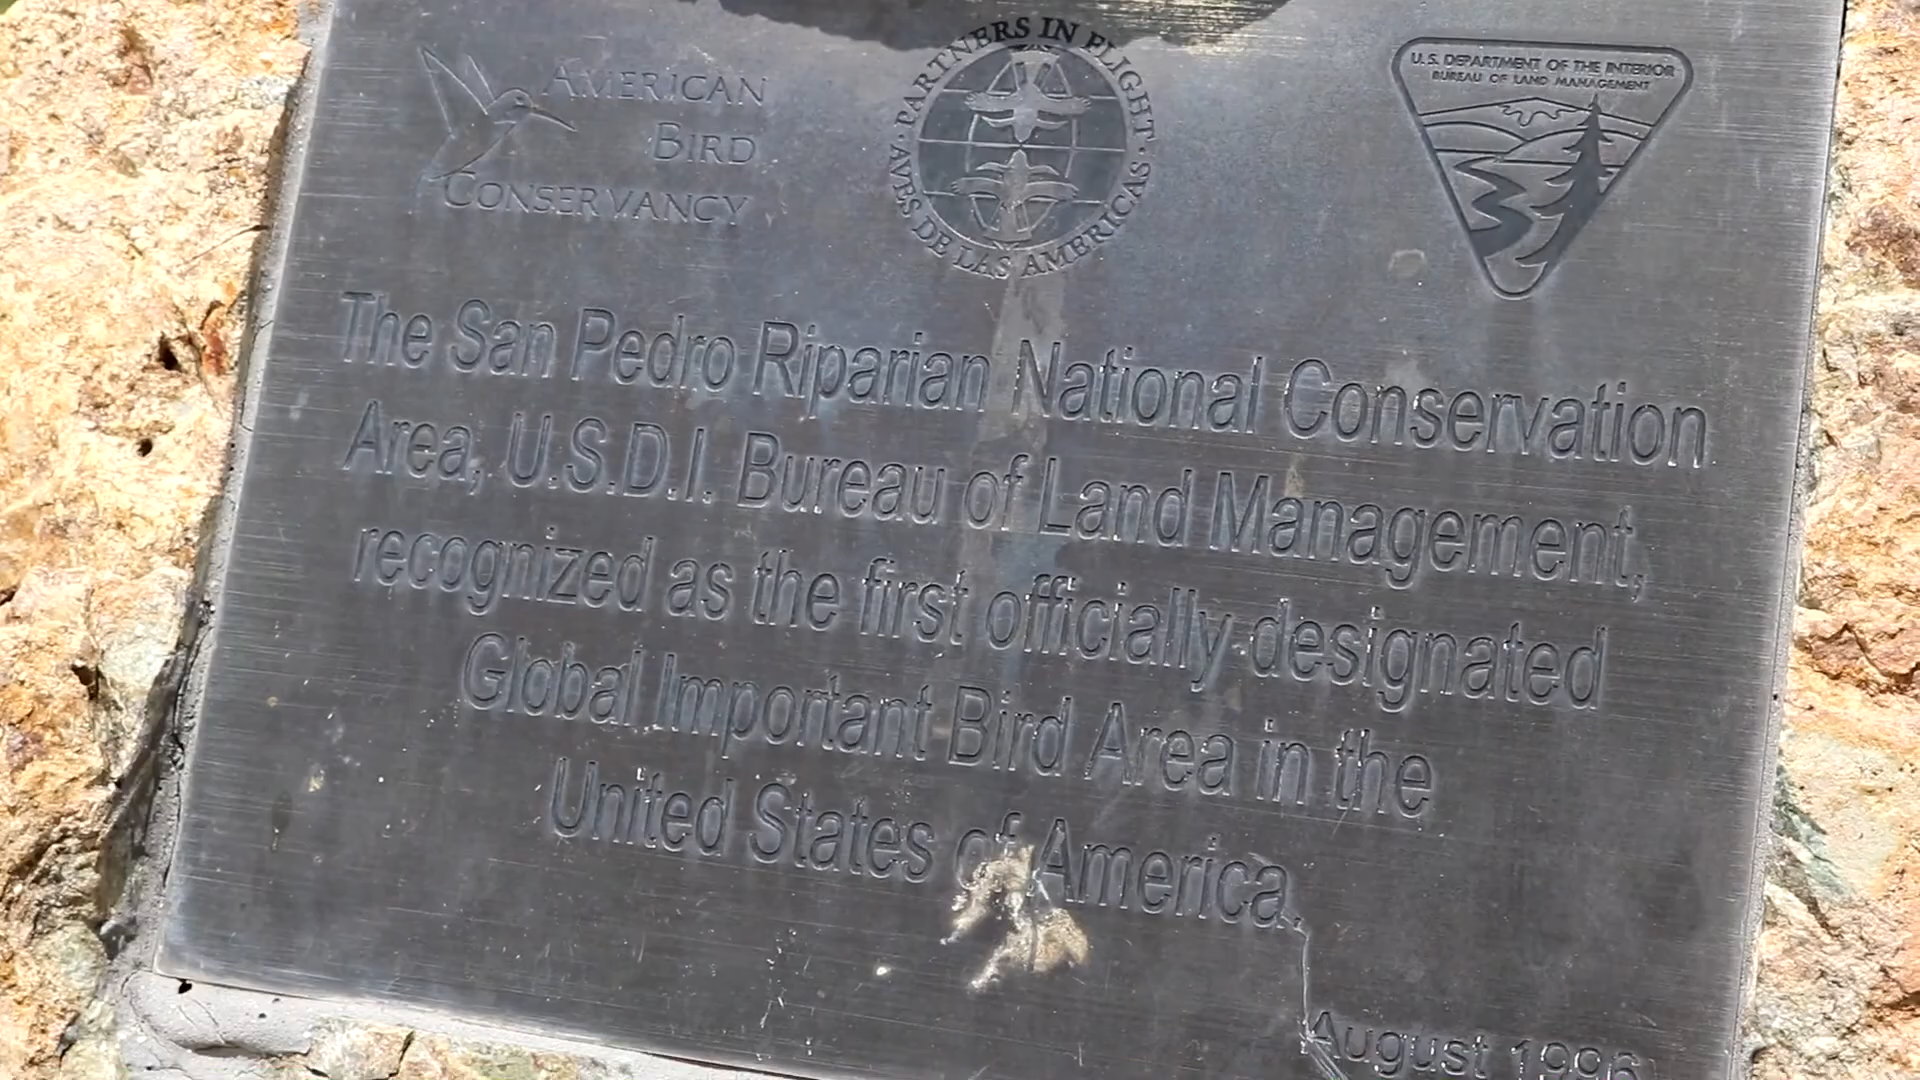 AMERICAN
BIRD
CONSERVANCY
PARTNERS IN FLIGHT
AVES DE LAS AMERICAS
U.S. DEPARTMENT OF THE INTERIOR
BUREAU OF LAND MANAGEMENT
The San Pedro Riparian National Conservation
Area, U.S.D.I. Bureau of Land Management,
recognized as the first officially designated
Global Important Bird Area in the
United States of America.
August 1996